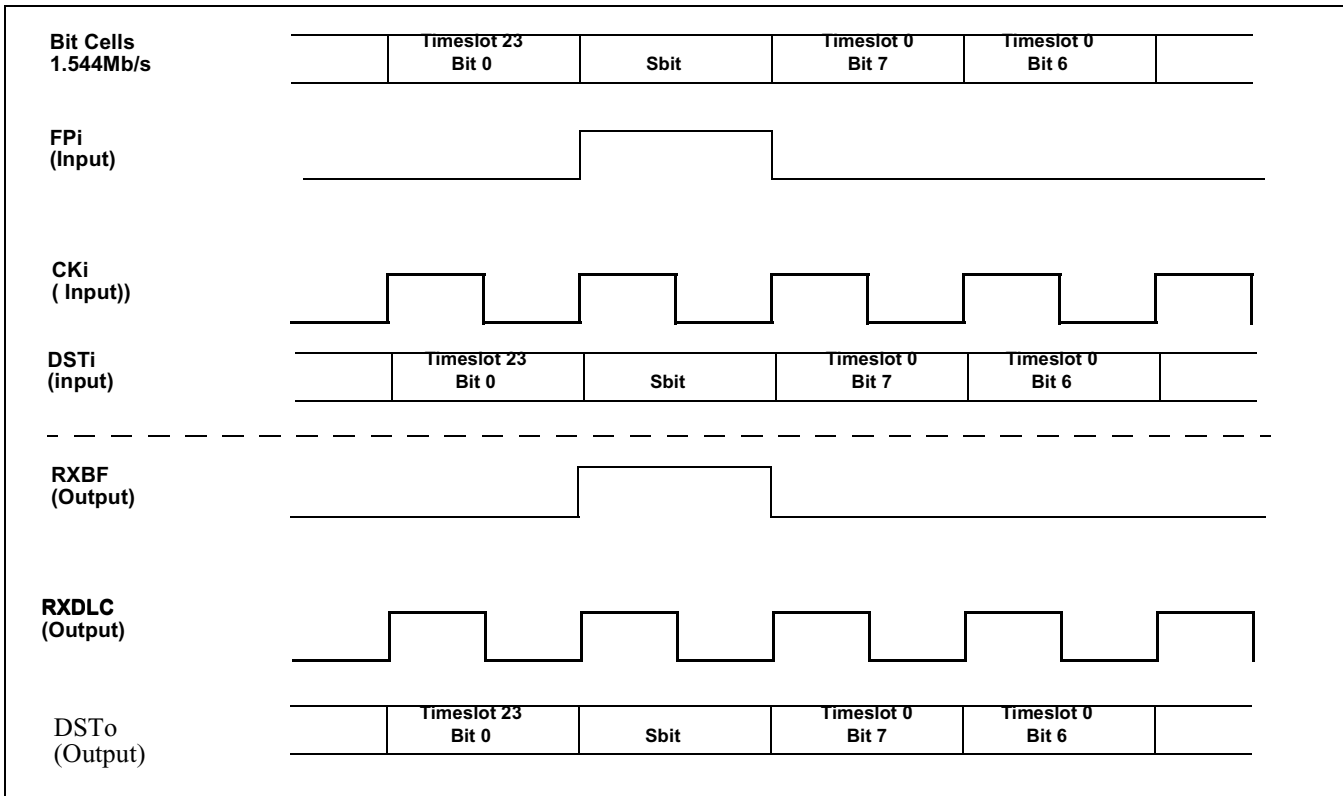 Bit Cells
1.544Mb/s
Timeslot 23
Bit 0
Sbit
Timeslot 0
Bit 7
Timeslot 0
Bit 6
FPi
(Input)
CKi
( Input))
DSTi
(input)
Timeslot 23
Bit 0
Sbit
Timeslot 0
Bit 7
Timeslot 0
Bit 6
RXBF
(Output)
RXDLC
(Output)
DSTo
(Output)
Timeslot 23
Bit 0
Sbit
Timeslot 0
Bit 7
Timeslot 0
Bit 6